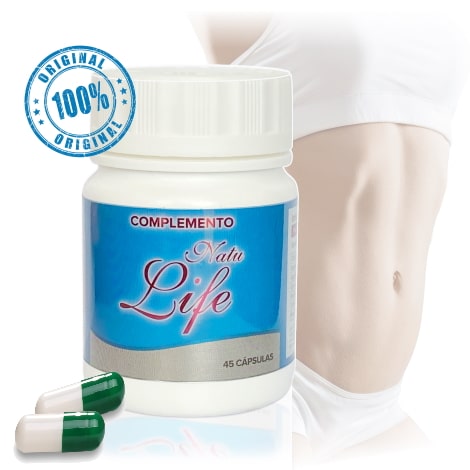 ORIGINAL
100%
ORIGINAL
COMPLEMENTO
Natu
Life
45 CÁPSULAS